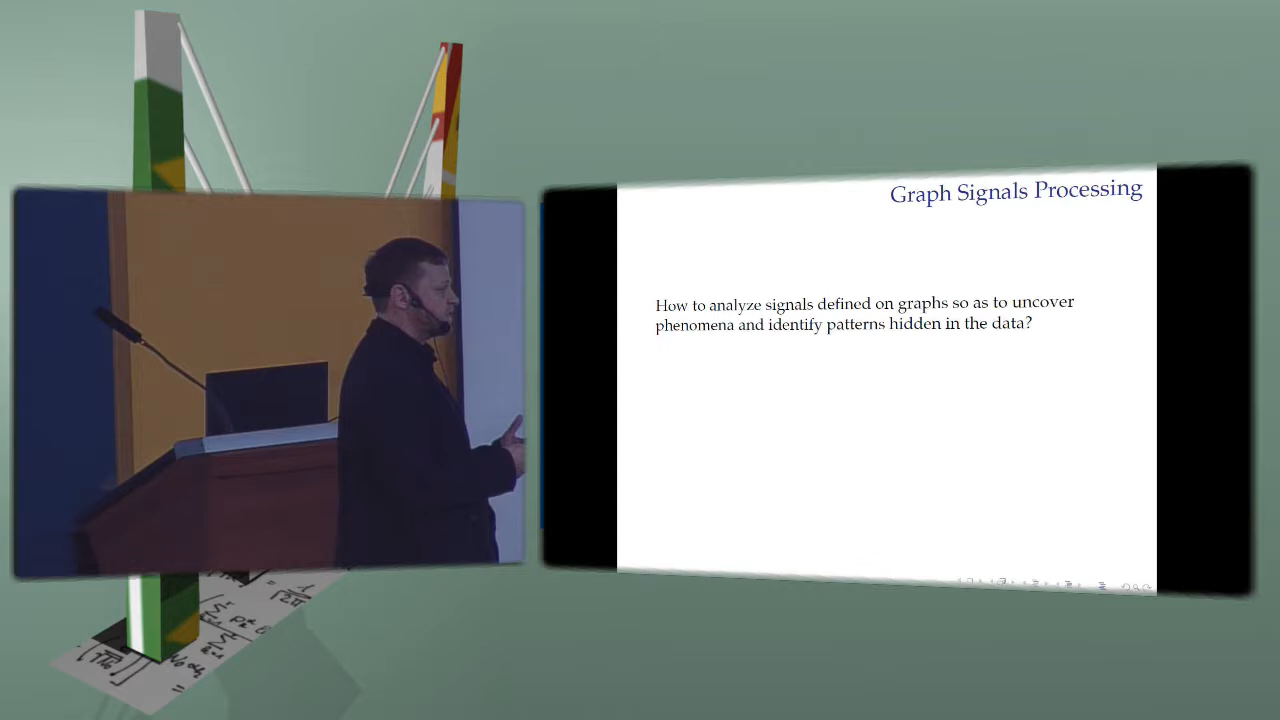 Graph Signals Processing
How to analyze signals defined on graphs so as to uncover
phenomena and identify patterns hidden in the data?